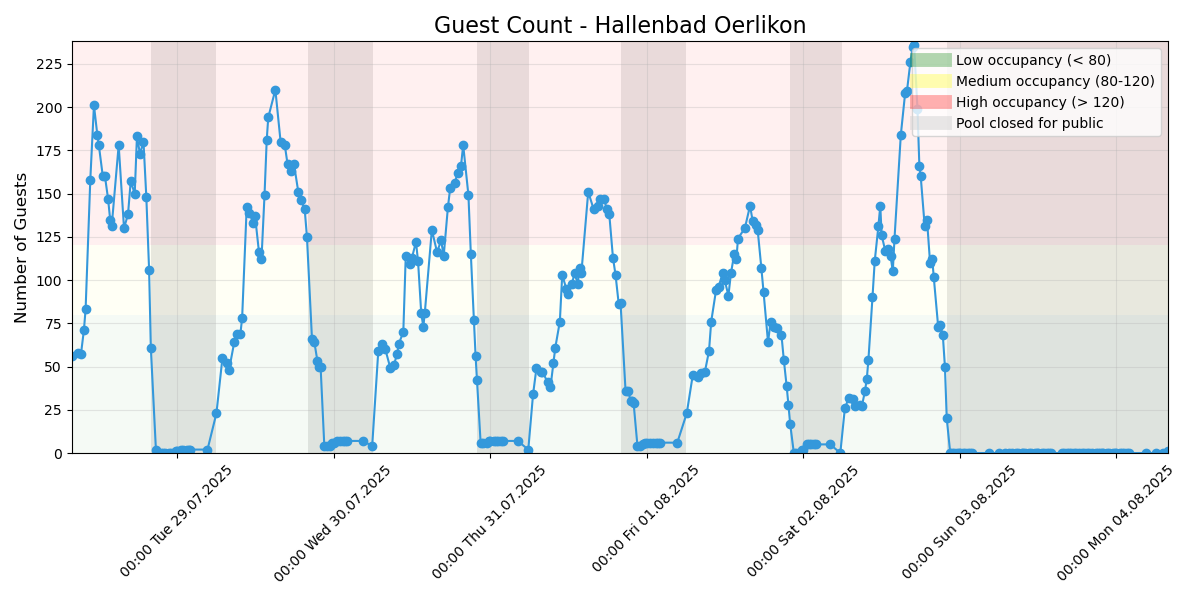 Guest Count - Hallenbad Oerlikon
Low occupancy (< 80)
Medium occupancy (80-120)
High occupancy (> 120)
Pool closed for public
Number of Guests
225
200
175
150
125
100
75
50
25
0
00:00 Tue 29.07.2025
00:00 Wed 30.07.2025
00:00 Thu 31.07.2025
00:00 Fri 01.08.2025
00:00 Sat 02.08.2025
00:00 Sun 03.08.2025
00:00 Mon 04.08.2025